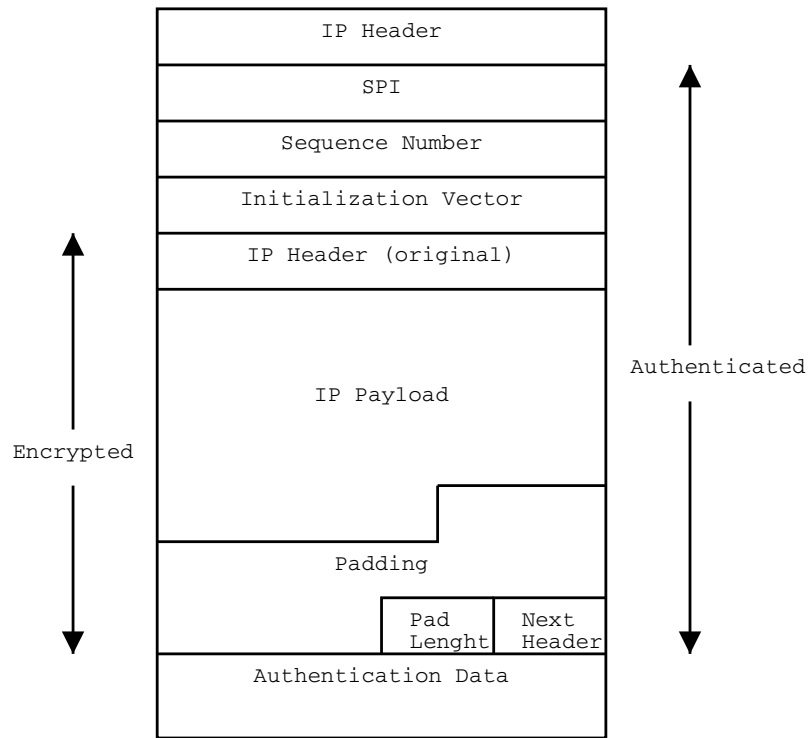 IP Header
SPI
Sequence Number
Initialization Vector
IP Header (original)
IP Payload
Authenticated
Encrypted
Padding
Pad
Lenght
Next
Header
Authentication Data